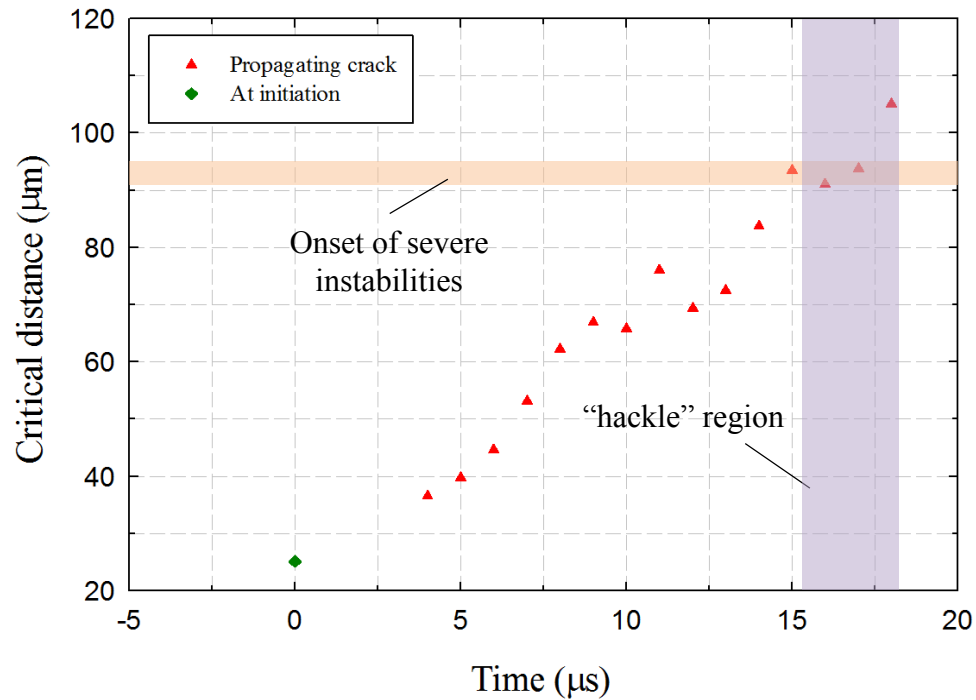 120
100
80
60
40
20
-5
0
5
10
15
20
Critical distance (μm)
Time (μs)
Propagating crack
At initiation
Onset of severe
instabilities
“hackle” region